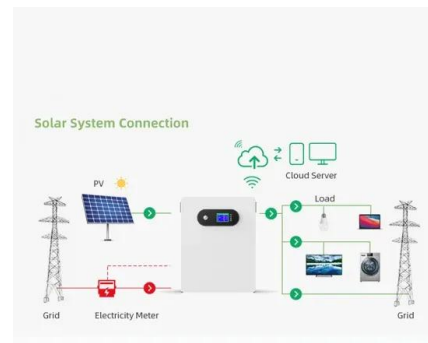 Solar System Connection
Cloud Server
PV
Load
Grid
Electricity Meter
Grid